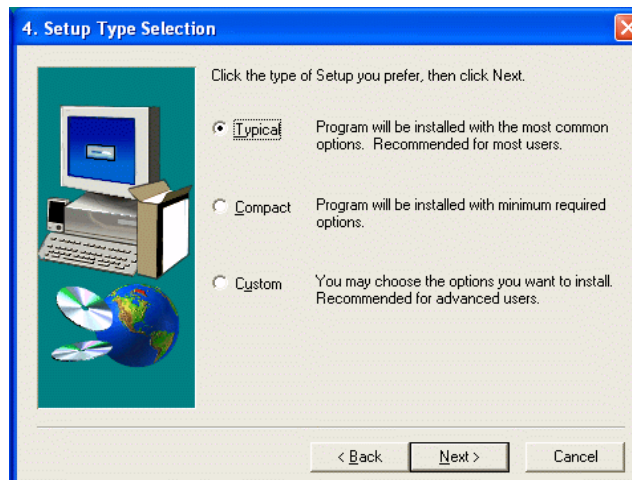 4. Setup Type Selection
Click the type of Setup you prefer, then click Next.
Typical
Program will be installed with the most common
options. Recommended for most users.
Compact
Program will be installed with minimum required
options.
Custom
You may choose the options you want to install.
Recommended for advanced users.
< Back
Next >
Cancel